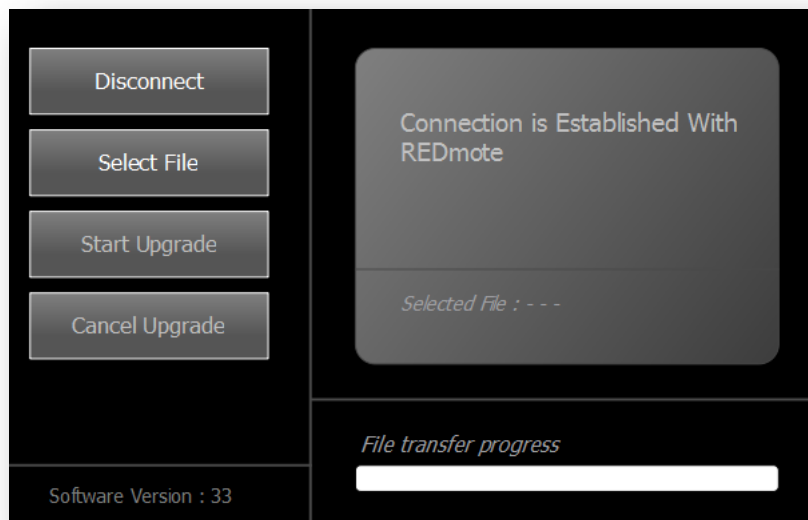 Disconnect
Select File
Start Upgrade
Cancel Upgrade
Software Version : 33
Connection is Established With
REDmote
Selected File : - - -
File transfer progress